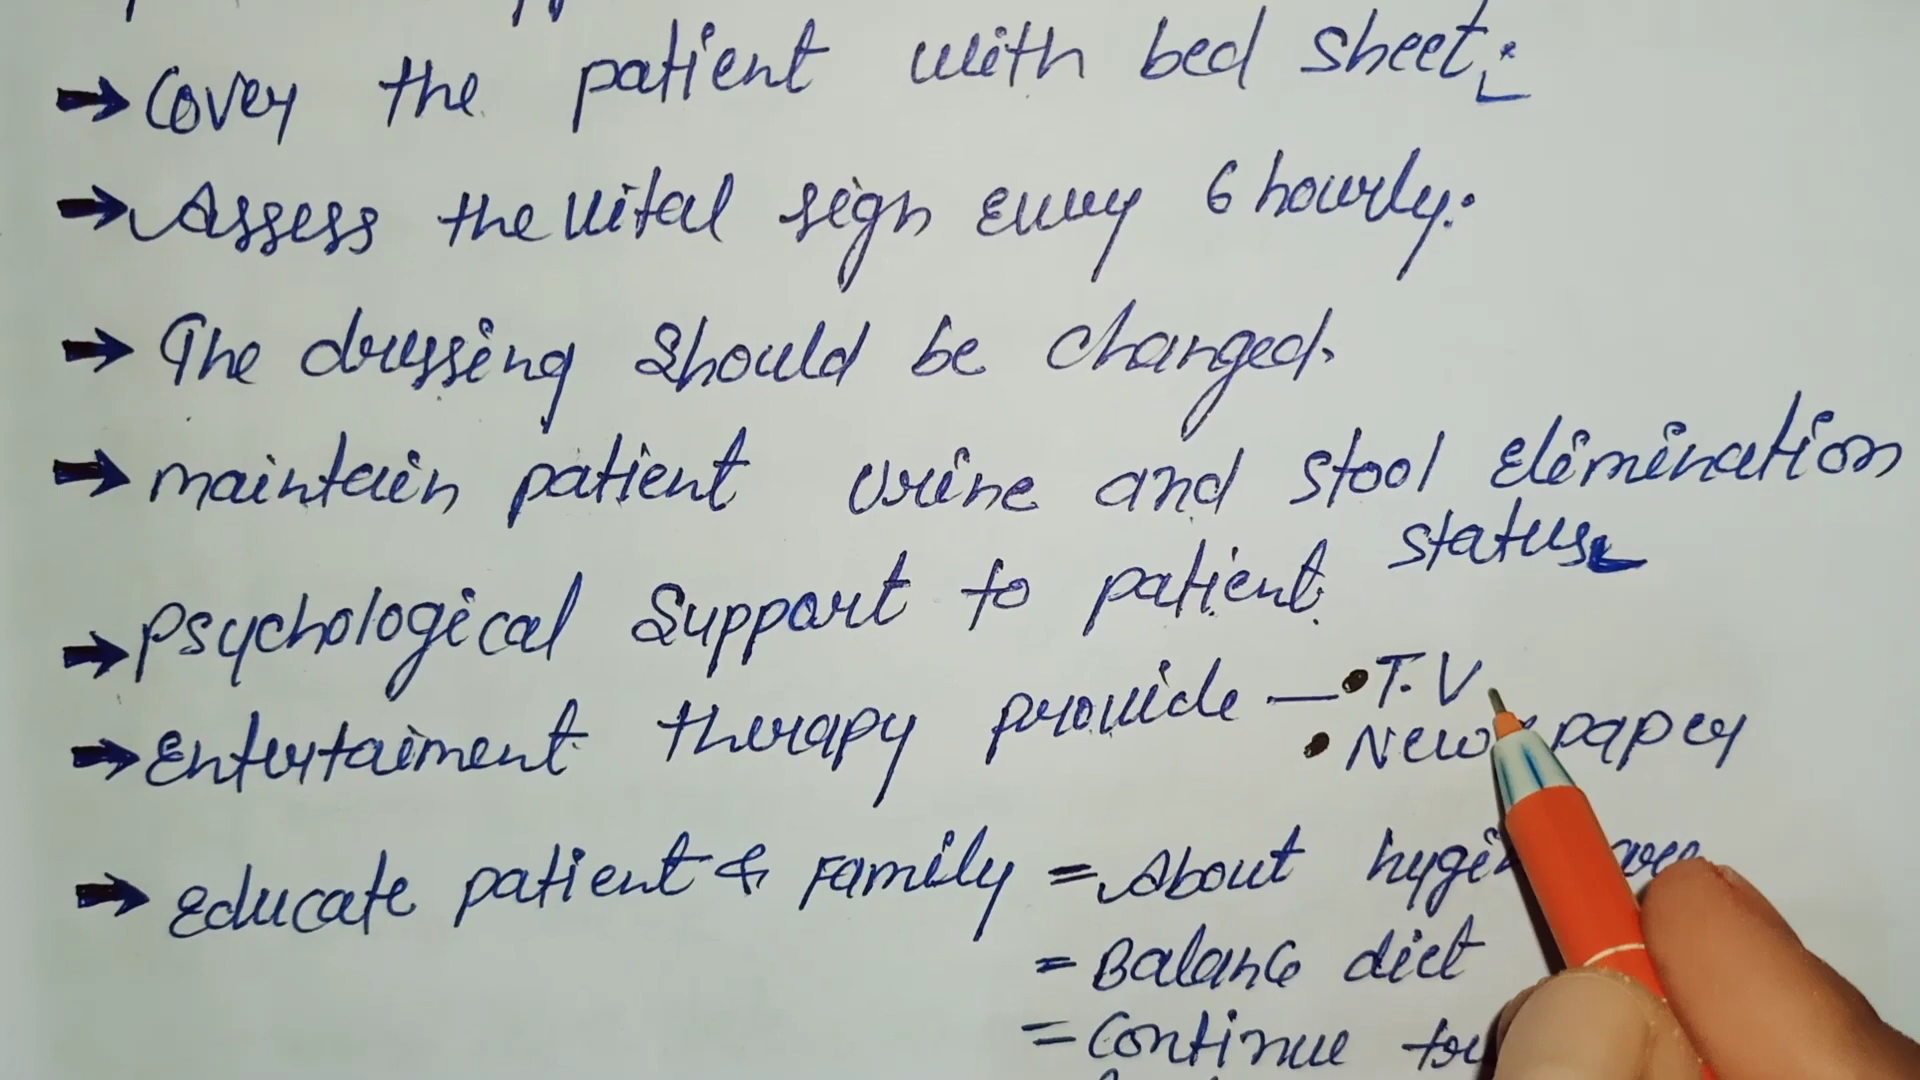 → Cover the patient with bed sheet.
→ Assess the vital sign every 6 hourly.
→ The dressing should be changed.
→ maintain patient urine and stool elimination
status
→ psychological Support to patient.
→ Entertaiment therapy provide — • T.V
• News paper
→ Educate patient & Family = About
= Balance diet
= Continue